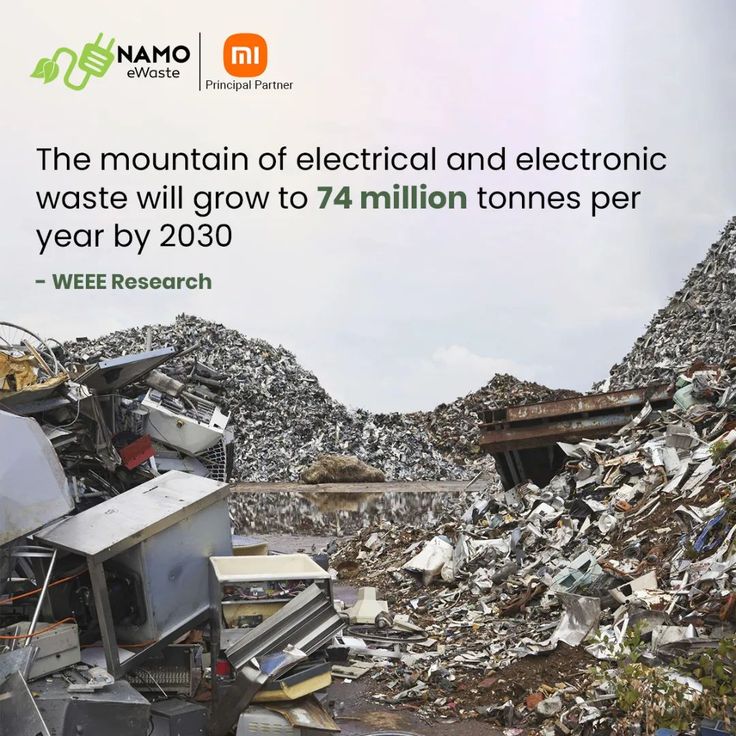 NAMO
eWaste
mi
Principal Partner
The mountain of electrical and electronic
waste will grow to 74 million tonnes per
year by 2030
- WEEE Research